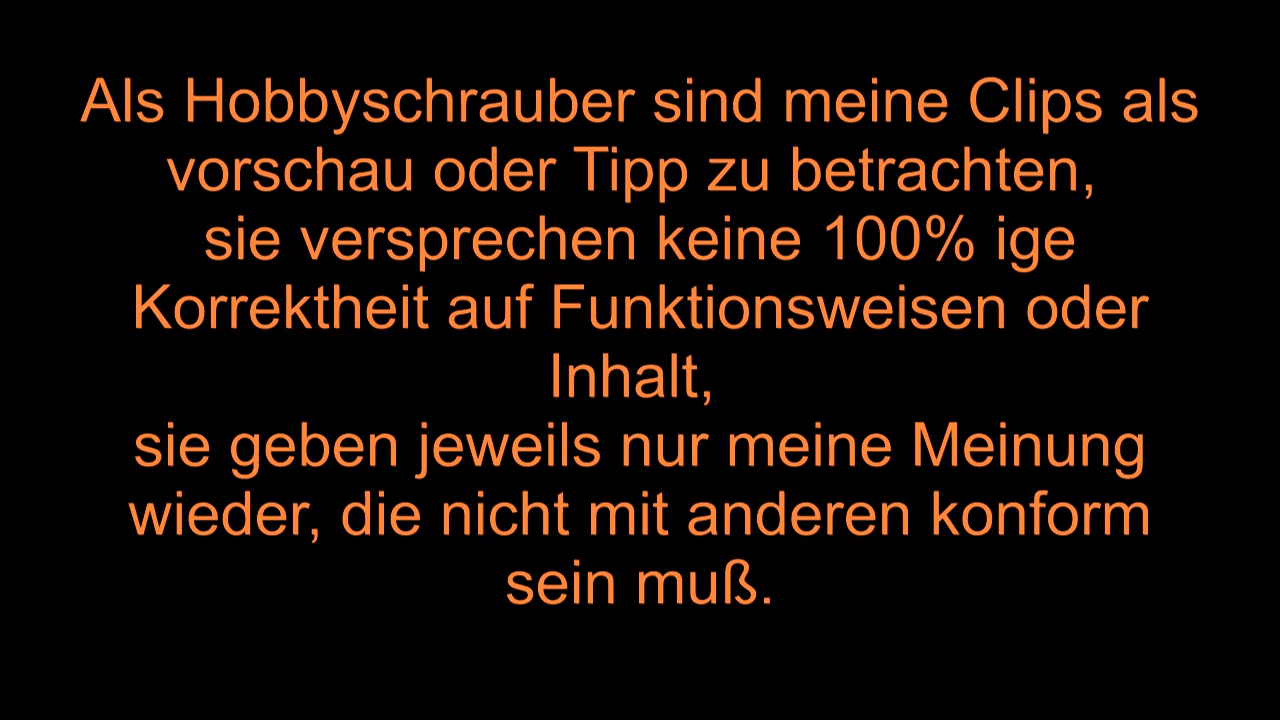 Als Hobbyschrauber sind meine Clips als
vorschau oder Tipp zu betrachten,
sie versprechen keine 100% ige
Korrektheit auf Funktionsweisen oder
Inhalt,
sie geben jeweils nur meine Meinung
wieder, die nicht mit anderen konform
sein muß.